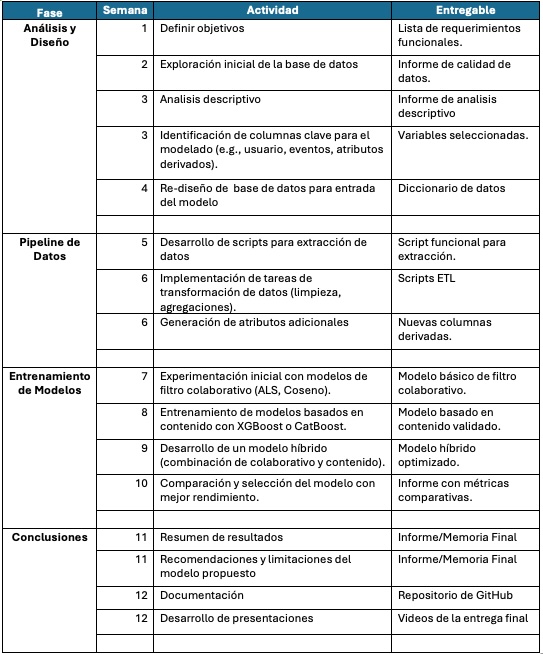 Fase Semana Actividad Entregable
Análisis y Diseño 1 Definir objetivos Lista de requerimientos funcionales.
2 Exploración inicial de la base de datos Informe de calidad de datos.
3 Analisis descriptivo Informe de analisis descriptivo
3 Identificación de columnas clave para el modelado (e.g., usuario, eventos, atributos derivados). Variables seleccionadas.
4 Re-diseño de base de datos para entrada del modelo Diccionario de datos
Pipeline de Datos 5 Desarrollo de scripts para extracción de datos Script funcional para extracción.
6 Implementación de tareas de transformación de datos (limpieza, agregaciones). Scripts ETL
6 Generación de atributos adicionales Nuevas columnas derivadas.
Entrenamiento de Modelos 7 Experimentación inicial con modelos de filtro colaborativo (ALS, Coseno). Modelo básico de filtro colaborativo.
8 Entrenamiento de modelos basados en contenido con XGBoost o CatBoost. Modelo basado en contenido validado.
9 Desarrollo de un modelo híbrido (combinación de colaborativo y contenido). Modelo híbrido optimizado.
10 Comparación y selección del modelo con mejor rendimiento. Informe con métricas comparativas.
Conclusiones 11 Resumen de resultados Informe/Memoria Final
11 Recomendaciones y limitaciones del modelo propuesto Informe/Memoria Final
12 Documentación Repositorio de GitHub
12 Desarrollo de presentaciones Videos de la entrega final